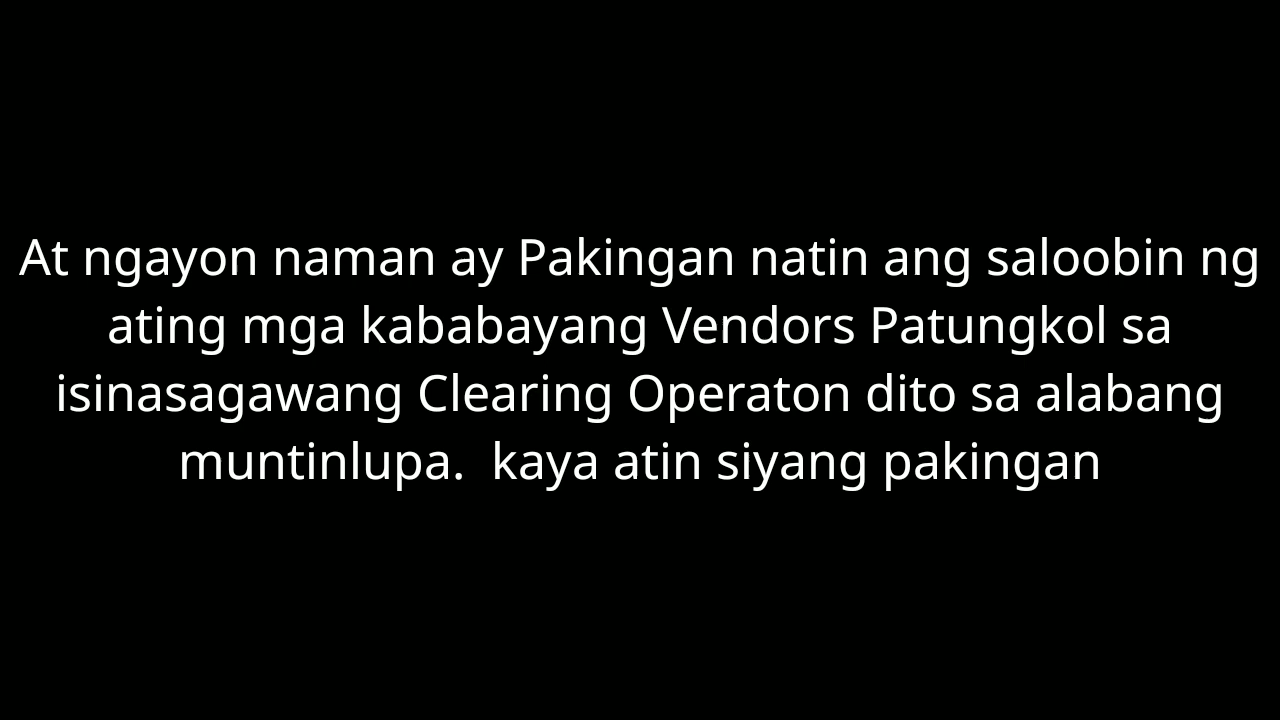 At ngayon naman ay Pakingan natin ang saloobin ng
ating mga kababayang Vendors Patungkol sa
isinasagawang Clearing Operaton dito sa alabang
muntinlupa.  kaya atin siyang pakingan